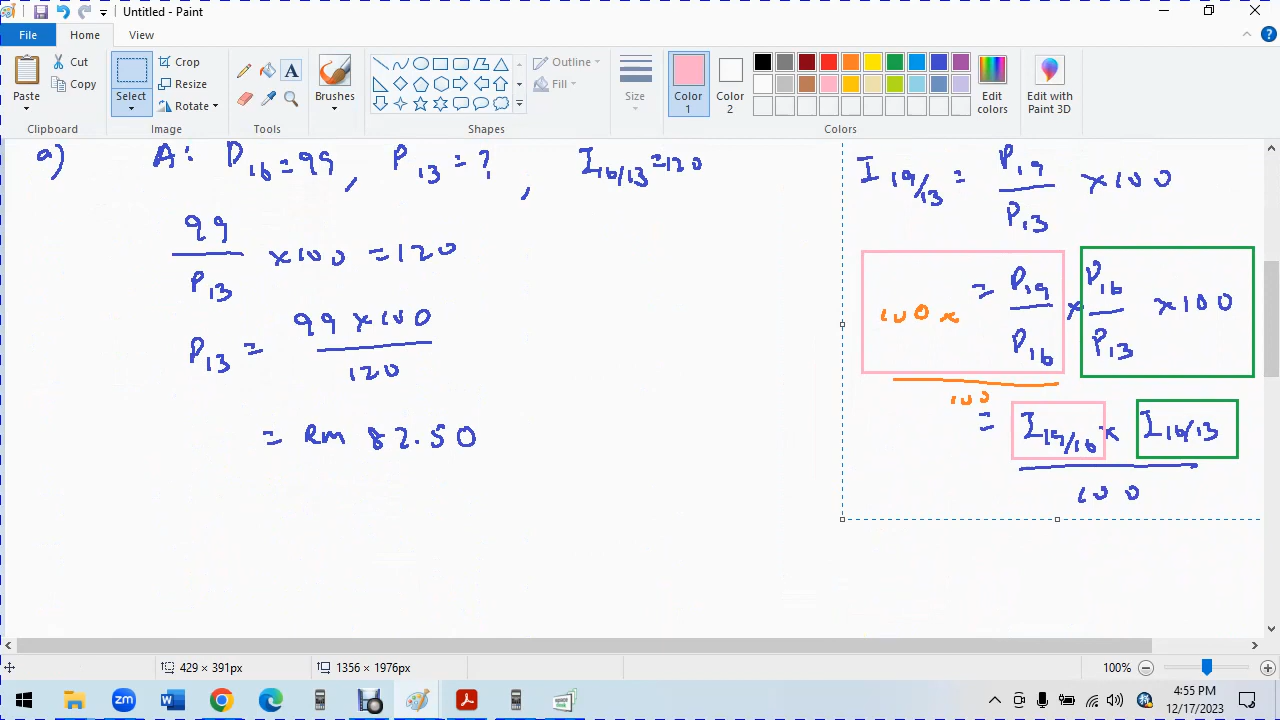 Untitled - Paint
File Home View
Paste Cut Copy Clipboard
Select Crop Resize Rotate Image
Tools
Brushes
Outline Fill Shapes
Size
Color 1 Color 2 Edit colors Colors
Edit with Paint 3D
a) A: P16 = 99, P13 = ?, I16/13 = 120
99/P13 × 100 = 120
P13 = 99 × 100 / 120
= RM 82.50
I19/13 = P19/P13 × 100
100 × = P19/P16 × P16/P13 × 100
100
= I19/16 × I16/13
100
429 × 391px 1356 × 1976px 100%
zm W
4:55 PM
12/17/2023